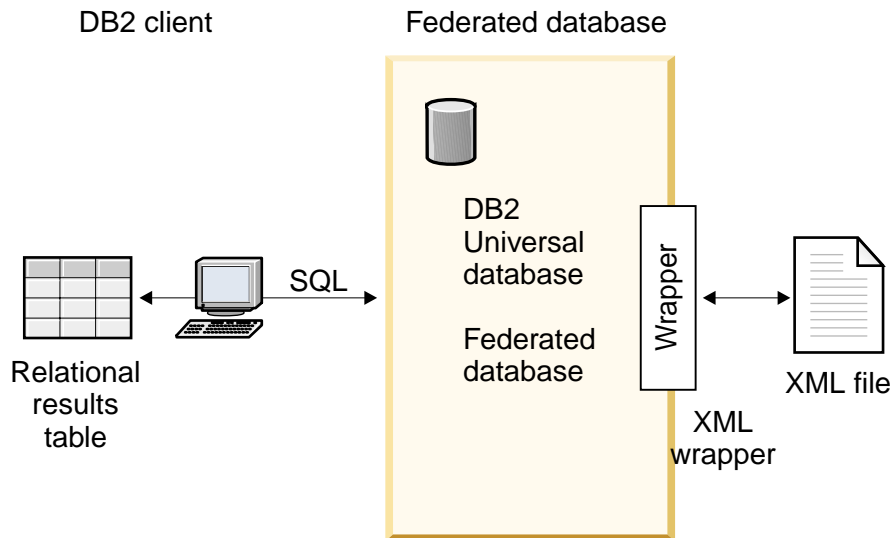 DB2 client
Federated database
DB2
Universal
database
Federated
database
Wrapper
SQL
Relational
results
table
XML file
XML
wrapper